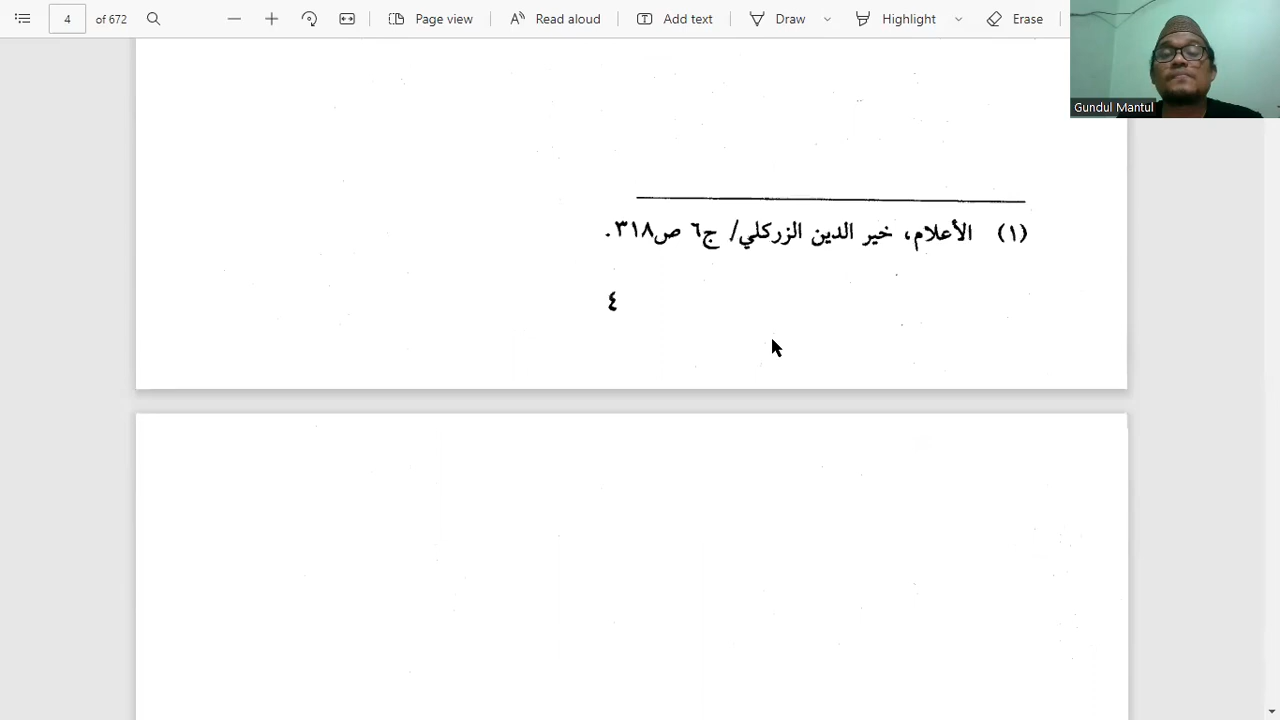 4 of 672 Page view Read aloud Add text Draw Highlight Erase
Gundul Mantul
(١) الأعلام، خير الدين الزركلي/ ج٦ ص٣١٨.
٤